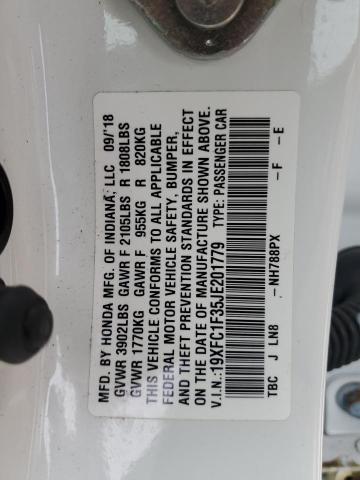 MFD. BY HONDA MFG. OF INDIANA, LLC 09/'18
GVWR 3902LBS GAWR F 2105LBS R 1808LBS
GVWR 1770KG GAWR F 955KG R 820KG
THIS VEHICLE CONFORMS TO ALL APPLICABLE
FEDERAL MOTOR VEHICLE SAFETY, BUMPER,
AND THEFT PREVENTION STANDARDS IN EFFECT
ON THE DATE OF MANUFACTURE SHOWN ABOVE.
V.I.N.:19XFC1F35JE201779 TYPE: PASSENGER CAR
NH788PX
TBC J LN8 - - F - E